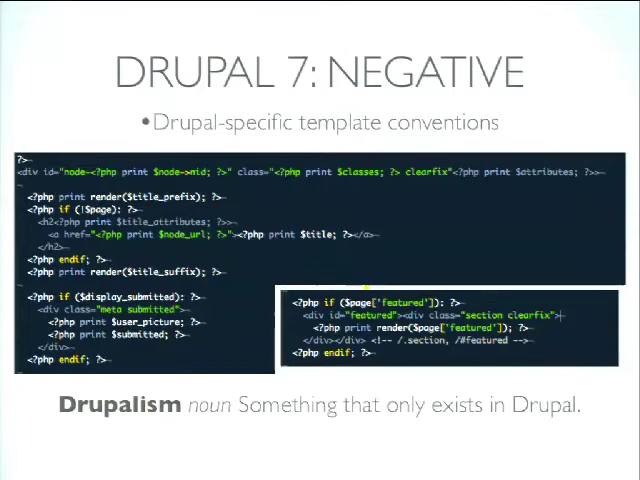 DRUPAL 7: NEGATIVE
•Drupal-specific template conventions
?>
<div id="node-<?php print $node->nid; ?>" class="<?php print $classes; ?> clearfix"<?php print $attributes; ?>>
<?php print render($title_prefix); ?>
<?php if (!$page): ?>
<h2<?php print $title_attributes; ?>>
<a href="<?php print $node_url; ?>"><?php print $title; ?></a>
</h2>
<?php endif; ?>
<?php print render($title_suffix); ?>
<?php if ($display_submitted): ?>
<div class="meta submitted">
<?php print $user_picture; ?>
<?php print $submitted; ?>
</div>
<?php endif; ?>
<?php if ($page['featured']): ?>
<div id="featured"><div class="section clearfix">
<?php print render($page['featured']); ?>
</div></div> <!-- /.section, /#featured -->
<?php endif; ?>
Drupalism noun Something that only exists in Drupal.